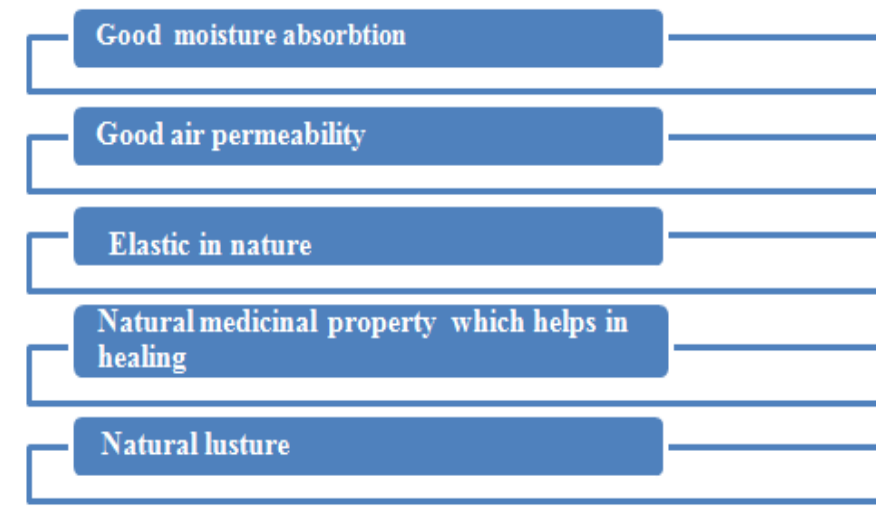 Good moisture absorbtion
Good air permeability
Elastic in nature
Natural medicinal property which helps in
healing
Natural lusture